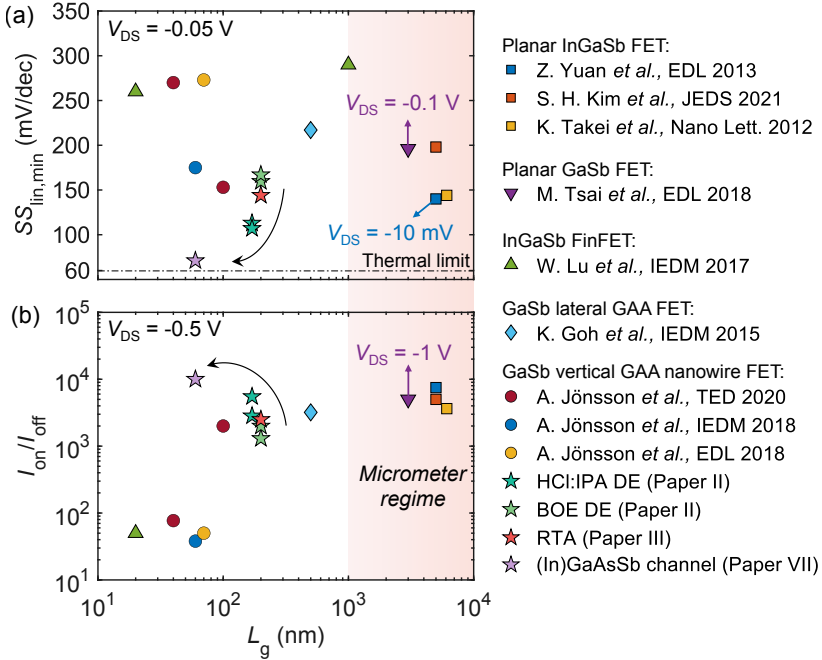 (a)
V_DS = -0.05 V
350
300
250
200
150
100
60
SS_lin,min (mV/dec)
V_DS = -0.1 V
V_DS = -10 mV
Thermal limit
(b)
V_DS = -0.5 V
10^5
10^4
10^3
10^2
10^1
I_on/I_off
V_DS = -1 V
Micrometer
regime
10^1 10^2 10^3 10^4
L_g (nm)
Planar InGaSb FET:
Z. Yuan et al., EDL 2013
S. H. Kim et al., JEDS 2021
K. Takei et al., Nano Lett. 2012
Planar GaSb FET:
M. Tsai et al., EDL 2018
InGaSb FinFET:
W. Lu et al., IEDM 2017
GaSb lateral GAA FET:
K. Goh et al., IEDM 2015
GaSb vertical GAA nanowire FET:
A. Jönsson et al., TED 2020
A. Jönsson et al., IEDM 2018
A. Jönsson et al., EDL 2018
HCl:IPA DE (Paper II)
BOE DE (Paper II)
RTA (Paper III)
(In)GaAsSb channel (Paper VII)